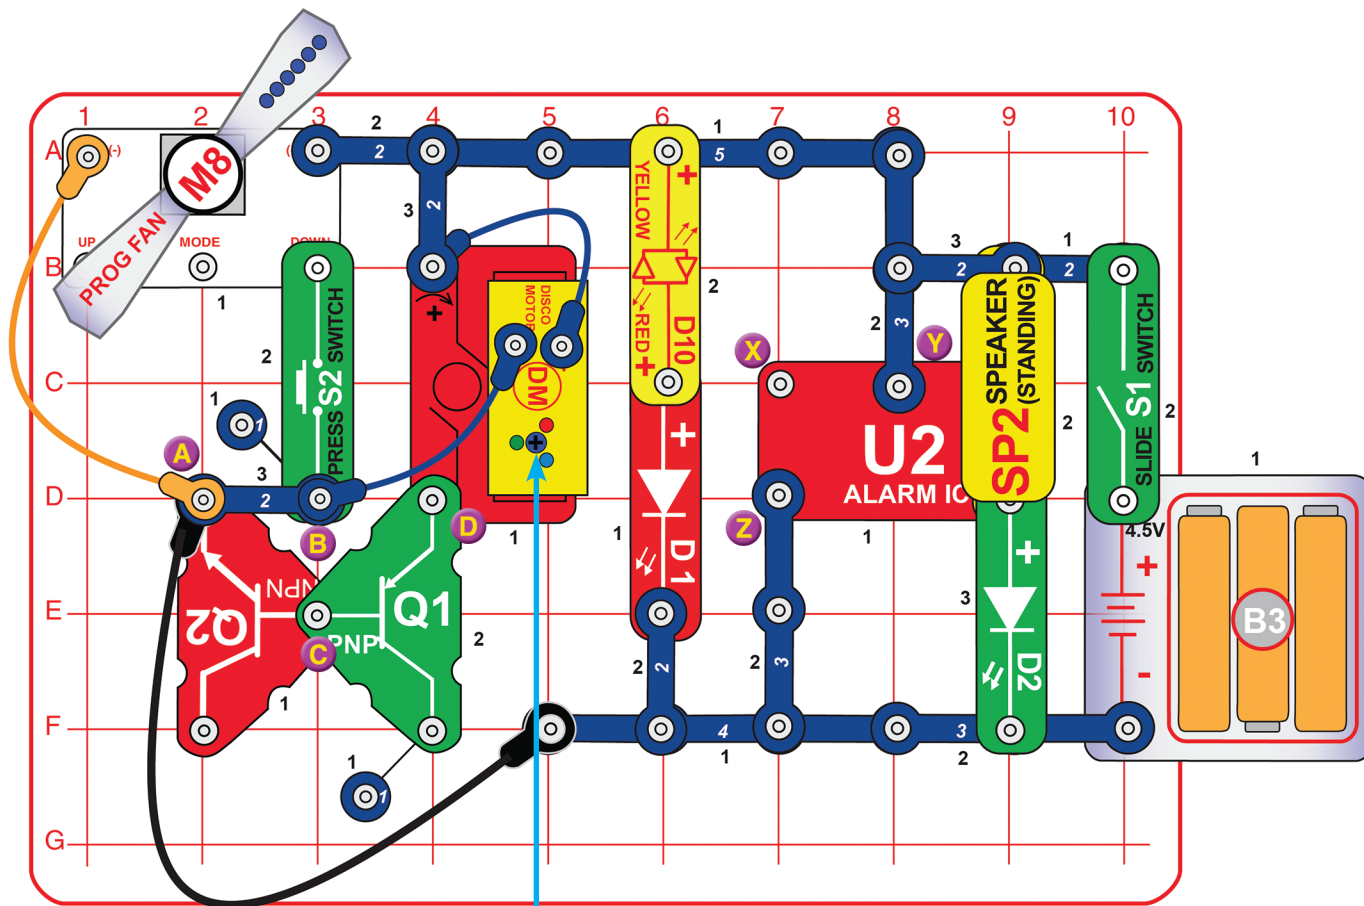 1 2 3 4 5 6 7 8 9 10
A
B
C
D
E
F
G
(-)
(
M8
PROG FAN
UP
MODE
DOWN
1
2
2
3
2
1
5
3
2
1
2
2
3
2
1
1
2
PRESS SWITCH
S2
3
2
+
DISCO
MOTOR
DM
+
1
YELLOW
RED
+
+
D10
2
+
D1
1
2
2
X
Y
Z
U2
ALARM IC
1
2
3
SPEAKER
(STANDING)
SP2
2
SLIDE SWITCH
S1
2
+
D2
3
4.5V
+
-
B3
1
A
B
C
D
NPN
Q2
1
PNP
Q1
2
1
1
4
1
3
2